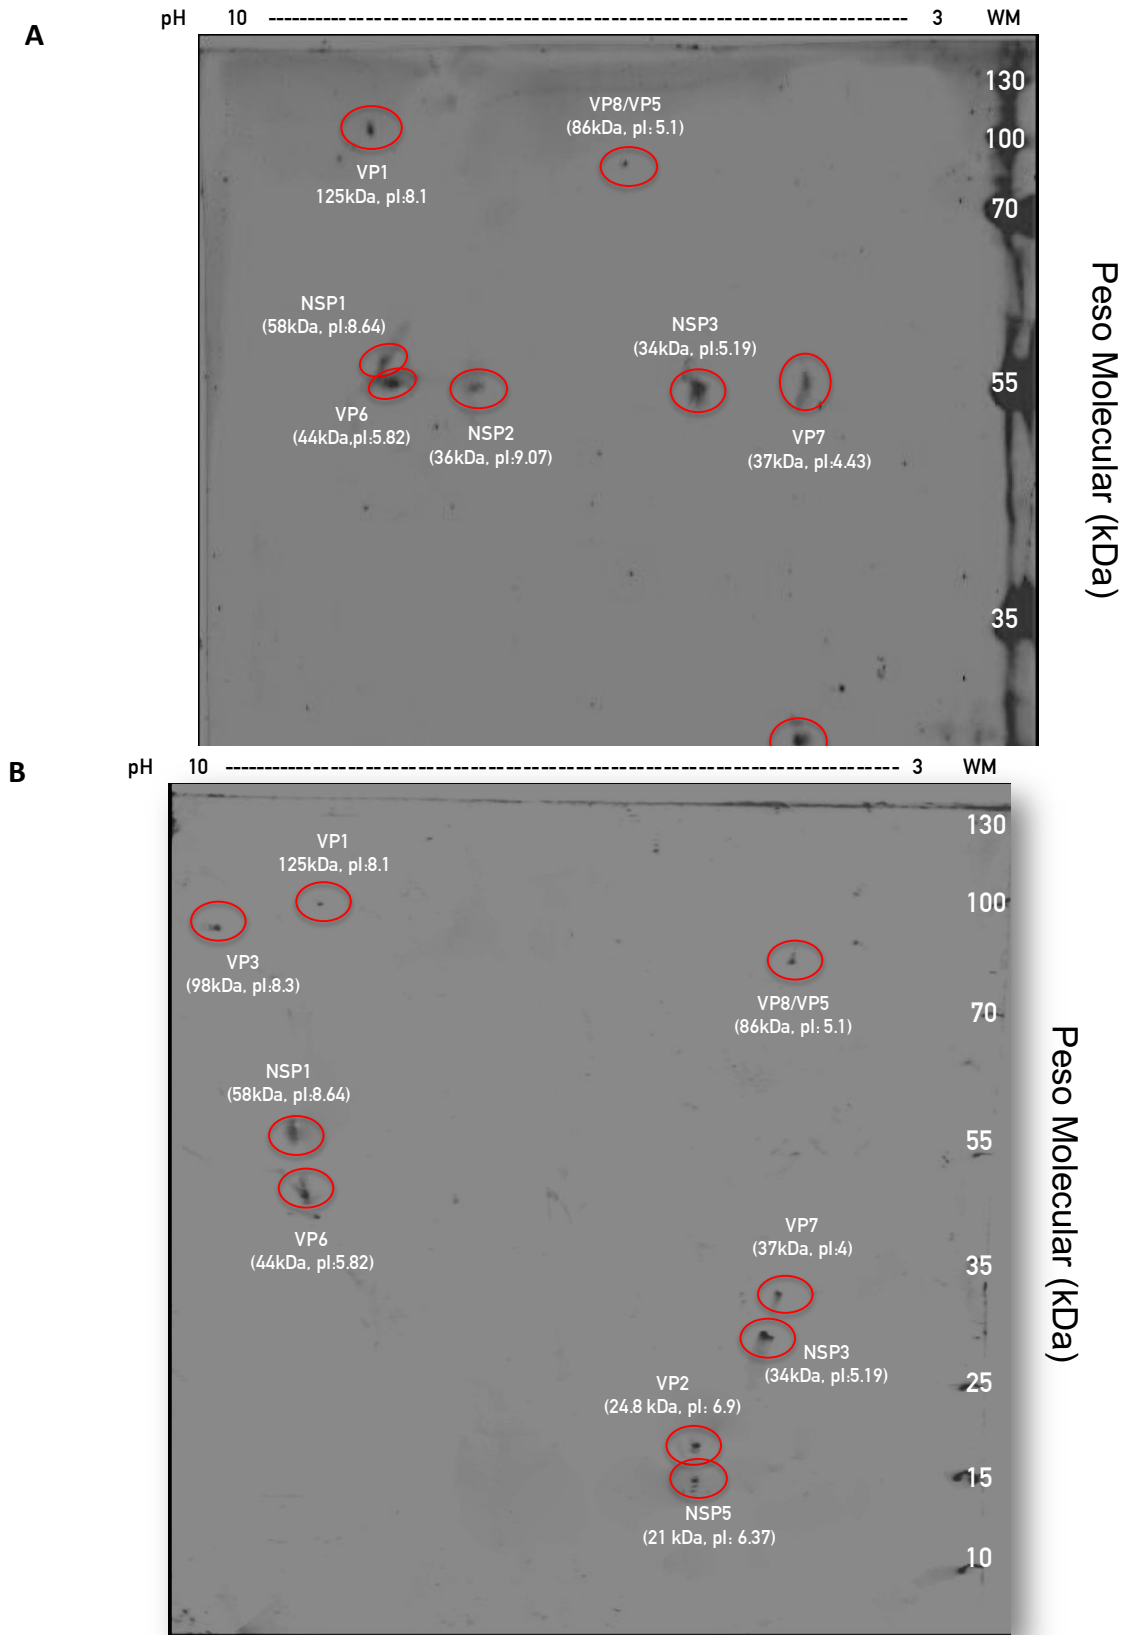 A
pH 10 ---------------------------------------------------------------------------------- 3 WM
130
VP8/VP5
(86kDa, pI: 5.1)
100
VP1
125kDa, pI:8.1
70
NSP1
(58kDa, pI:8.64)
NSP3
(34kDa, pI:5.19)
55
VP6
(44kDa,pI:5.82)
NSP2
(36kDa, pI:9.07)
VP7
(37kDa, pI:4.43)
35
Peso Molecular (kDa)
B
pH 10 --------------------------------------------------------------------------------------- 3 WM
130
VP1
125kDa, pI:8.1
100
VP3
(98kDa, pI:8.3)
VP8/VP5
(86kDa, pI: 5.1)
70
NSP1
(58kDa, pI:8.64)
55
VP6
(44kDa, pI:5.82)
VP7
(37kDa, pI:4)
35
NSP3
(34kDa, pI:5.19)
VP2
(24.8 kDa, pI: 6.9)
25
15
NSP5
(21 kDa, pI: 6.37)
10
Peso Molecular (kDa)